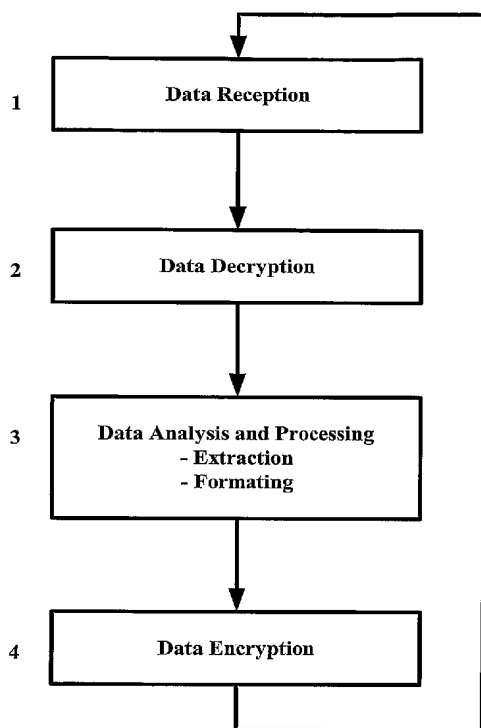 1
Data Reception
2
Data Decryption
3
Data Analysis and Processing
- Extraction
- Formating
4
Data Encryption